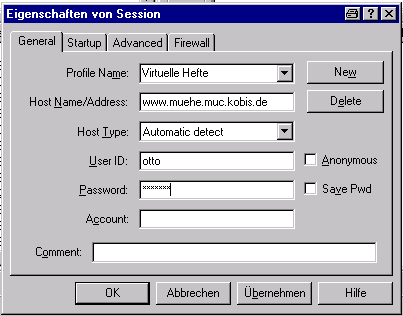 Eigenschaften von Session
General Startup Advanced Firewall
Profile Name: Virtuelle Hefte New
Host Name/Address: www.muehe.muc.kobis.de Delete
Host Type: Automatic detect
User ID: otto Anonymous
Password: ******* Save Pwd
Account:
Comment:
OK Abbrechen Übernehmen Hilfe